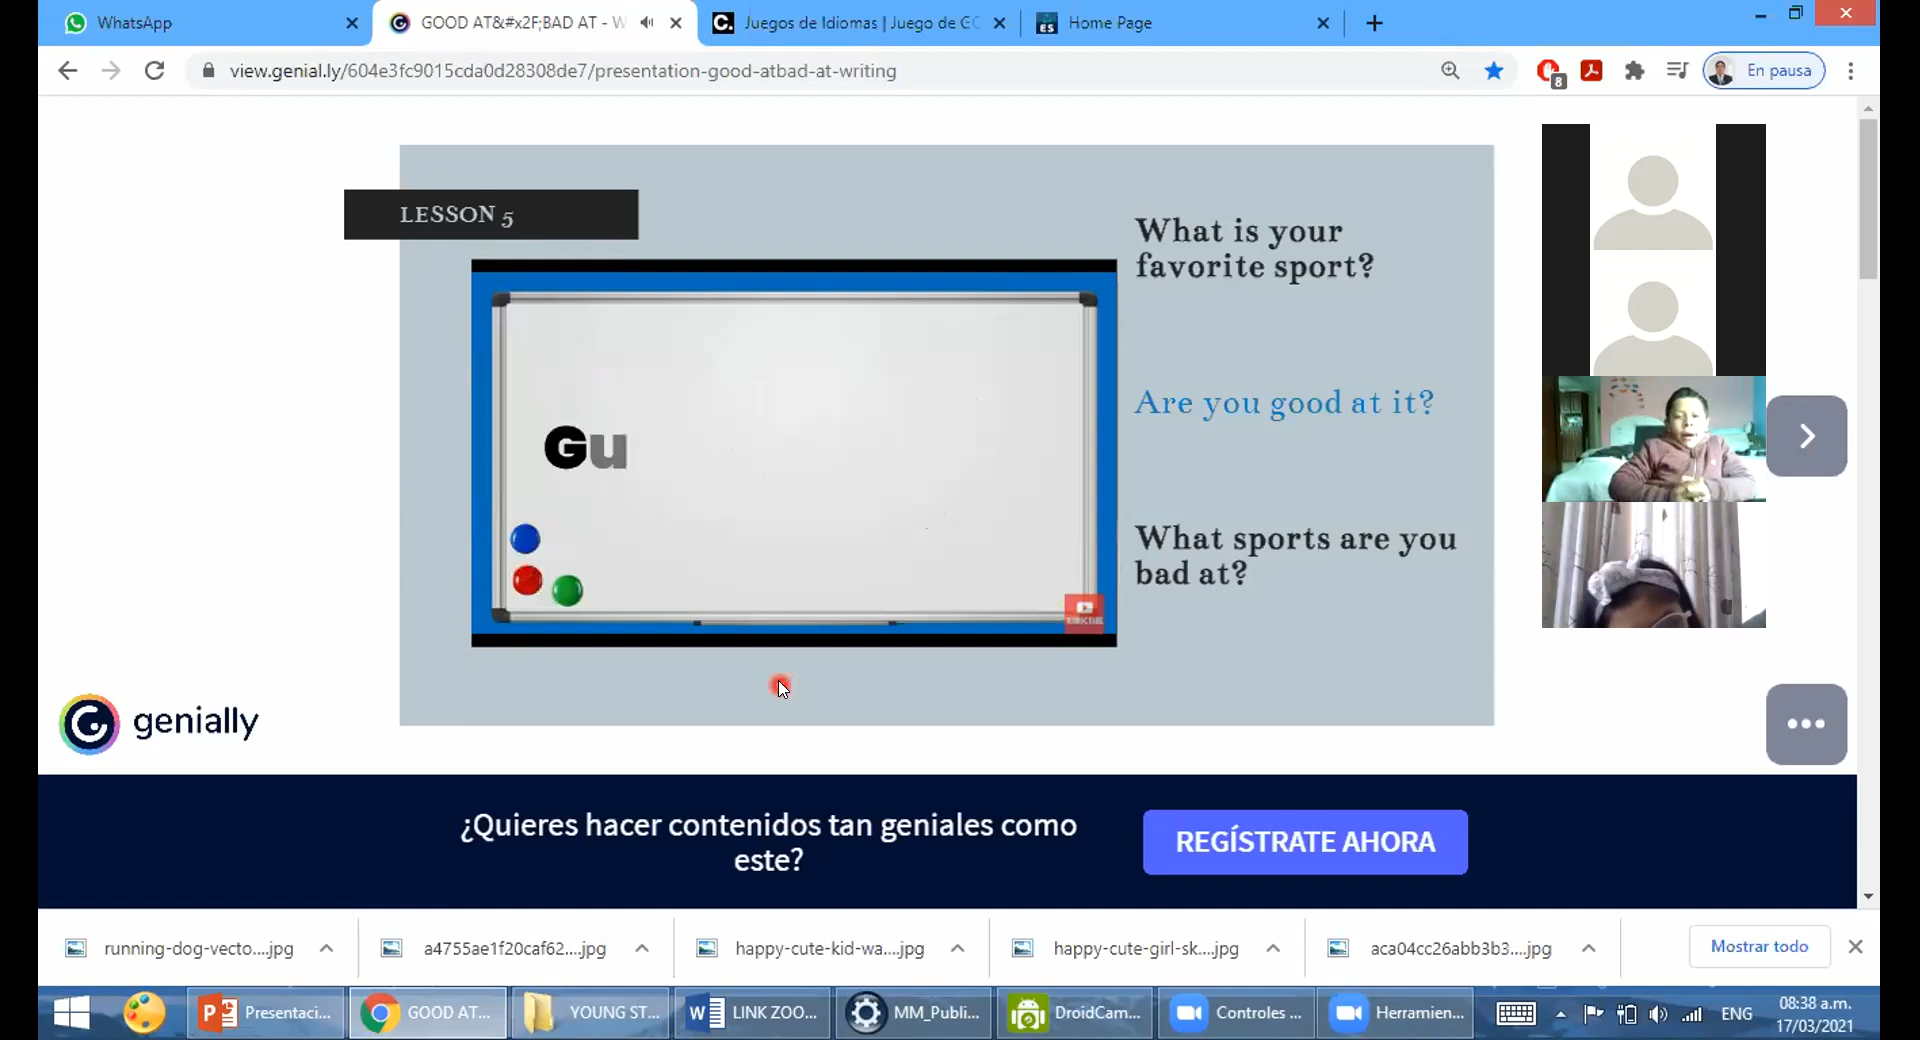 WhatsApp
GOOD AT&#x2F;BAD AT - W
C. Juegos de Idiomas | Juego de GO
ES Home Page
view.genial.ly/604e3fc9015cda0d28308de7/presentation-good-atbad-at-writing
8
En pausa
LESSON 5
What is your
favorite sport?
Are you good at it?
Gu
What sports are you
bad at?
SUBSCRIBE
genially
¿Quieres hacer contenidos tan geniales como
este?
REGÍSTRATE AHORA
running-dog-vecto....jpg
a4755ae1f20caf62....jpg
happy-cute-kid-wa....jpg
happy-cute-girl-sk....jpg
aca04cc26abb3b3....jpg
Mostrar todo
Presentaci...
GOOD AT...
YOUNG ST...
LINK ZOO...
MM_Publi...
DroidCam...
Controles ...
Herramien...
ENG
08:38 a.m.
17/03/2021